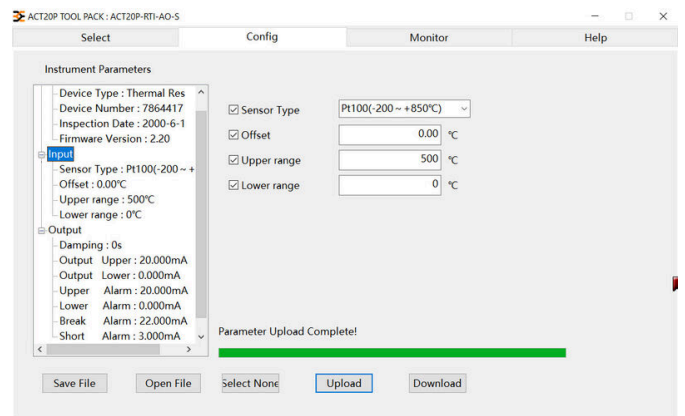 ACT20P TOOL PACK : ACT20P-RTI-AO-S
Select Config Monitor Help
Instrument Parameters
Device Type : Thermal Res
Device Number : 7864417
Inspection Date : 2000-6-1
Firmware Version : 2.20
Input
Sensor Type : Pt100(-200 ~ +
Offset : 0.00℃
Upper range : 500℃
Lower range : 0℃
Output
Damping : 0s
Output Upper : 20.000mA
Output Lower : 0.000mA
Upper Alarm : 20.000mA
Lower Alarm : 0.000mA
Break Alarm : 22.000mA
Short Alarm : 3.000mA
Sensor Type Pt100(-200 ~ +850℃)
Offset 0.00 ℃
Upper range 500 ℃
Lower range 0 ℃
Parameter Upload Complete!
Save File Open File Select None Upload Download